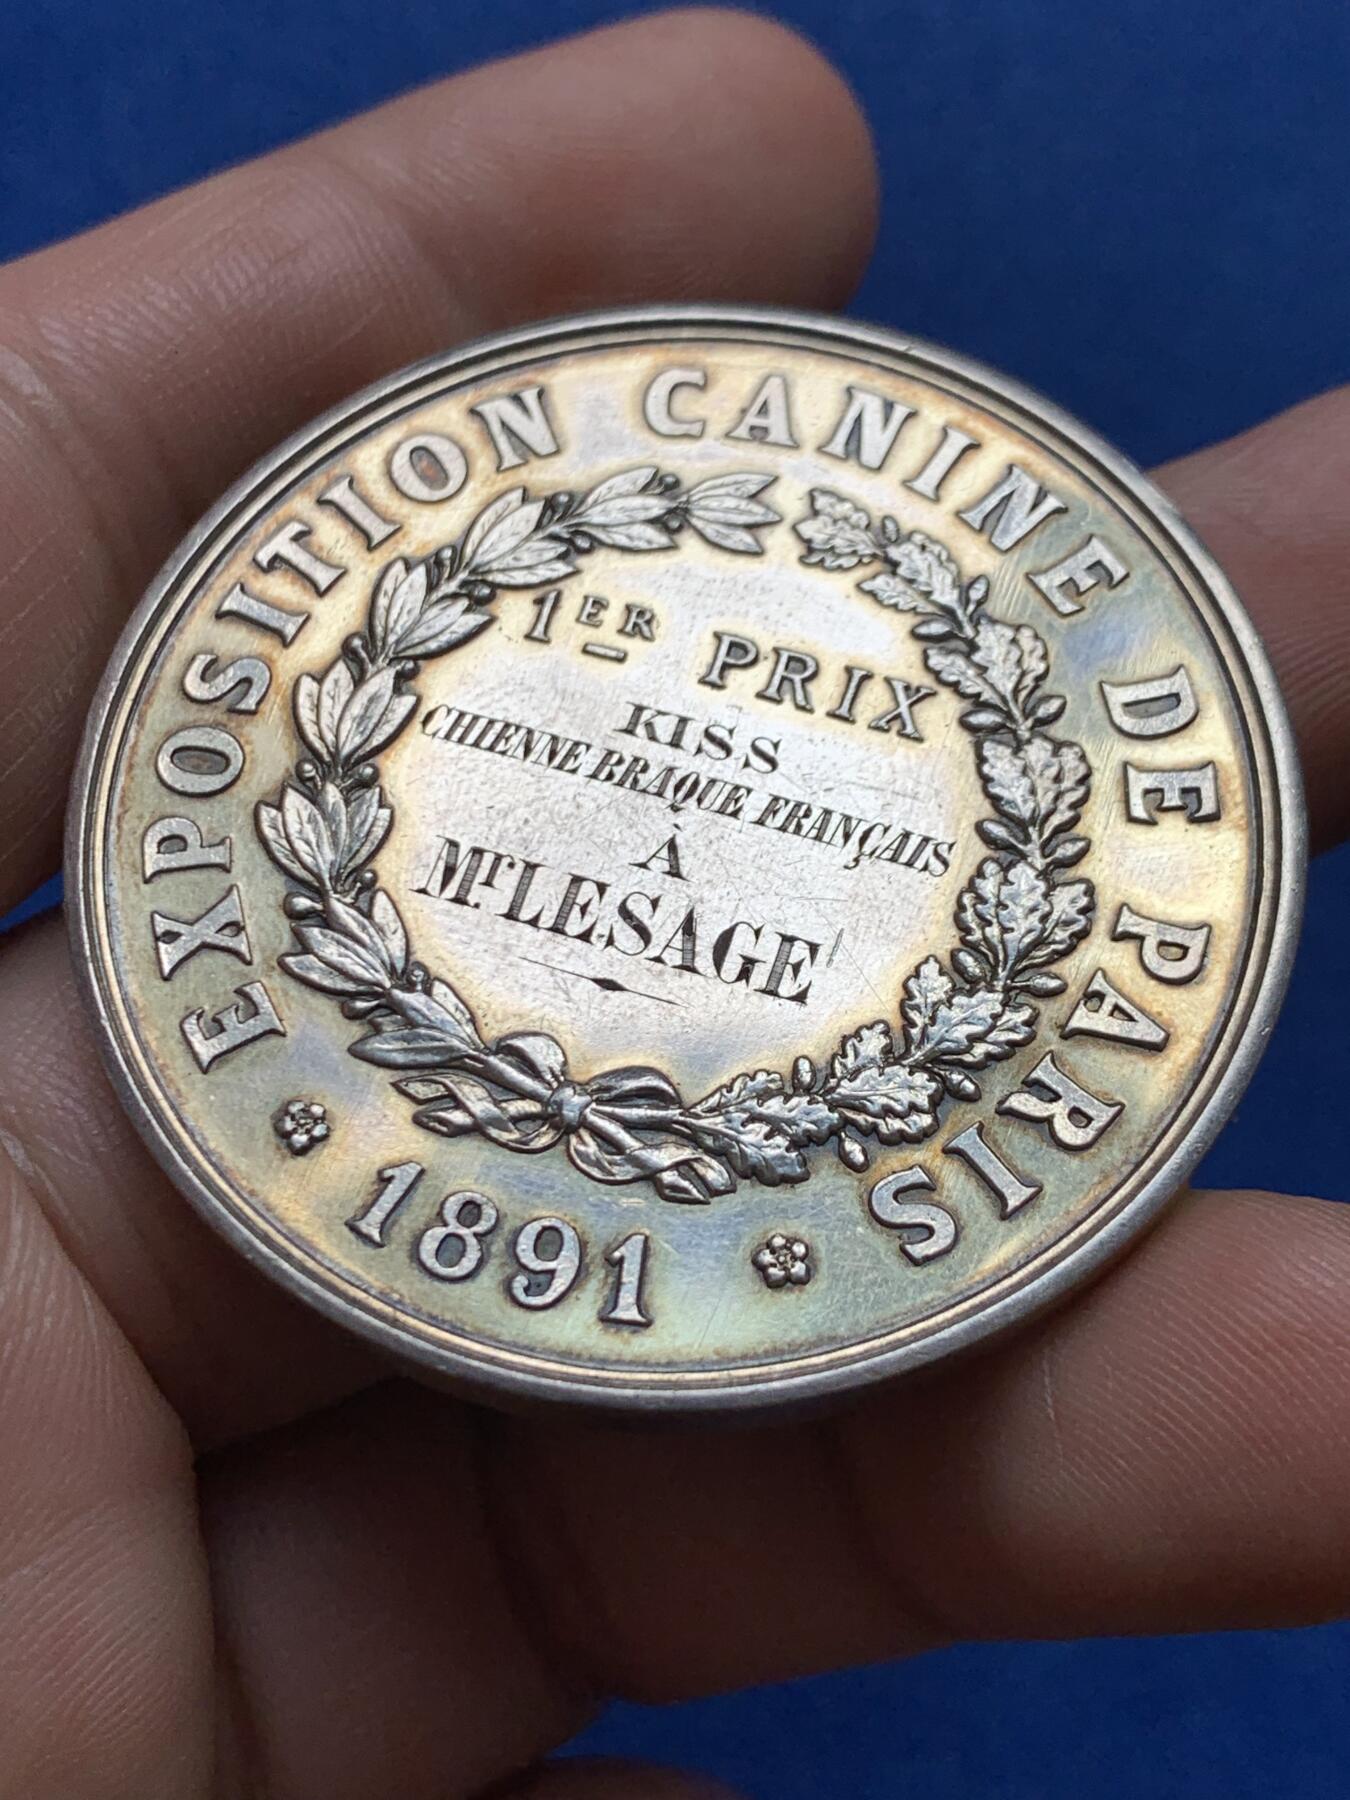 EXPOSITION CANINE DE PARIS
1ER PRIX
KISS
CHIENNE BRAQUE FRANÇAIS
À
Mr LESAGE
1891